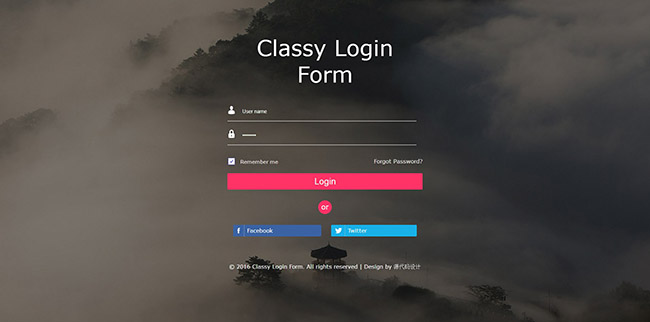 Classy Login
Form
User name
Remember me
Forgot Password?
Login
or
f Facebook
Twitter
© 2016 Classy Login Form. All rights reserved | Design by 源代码设计